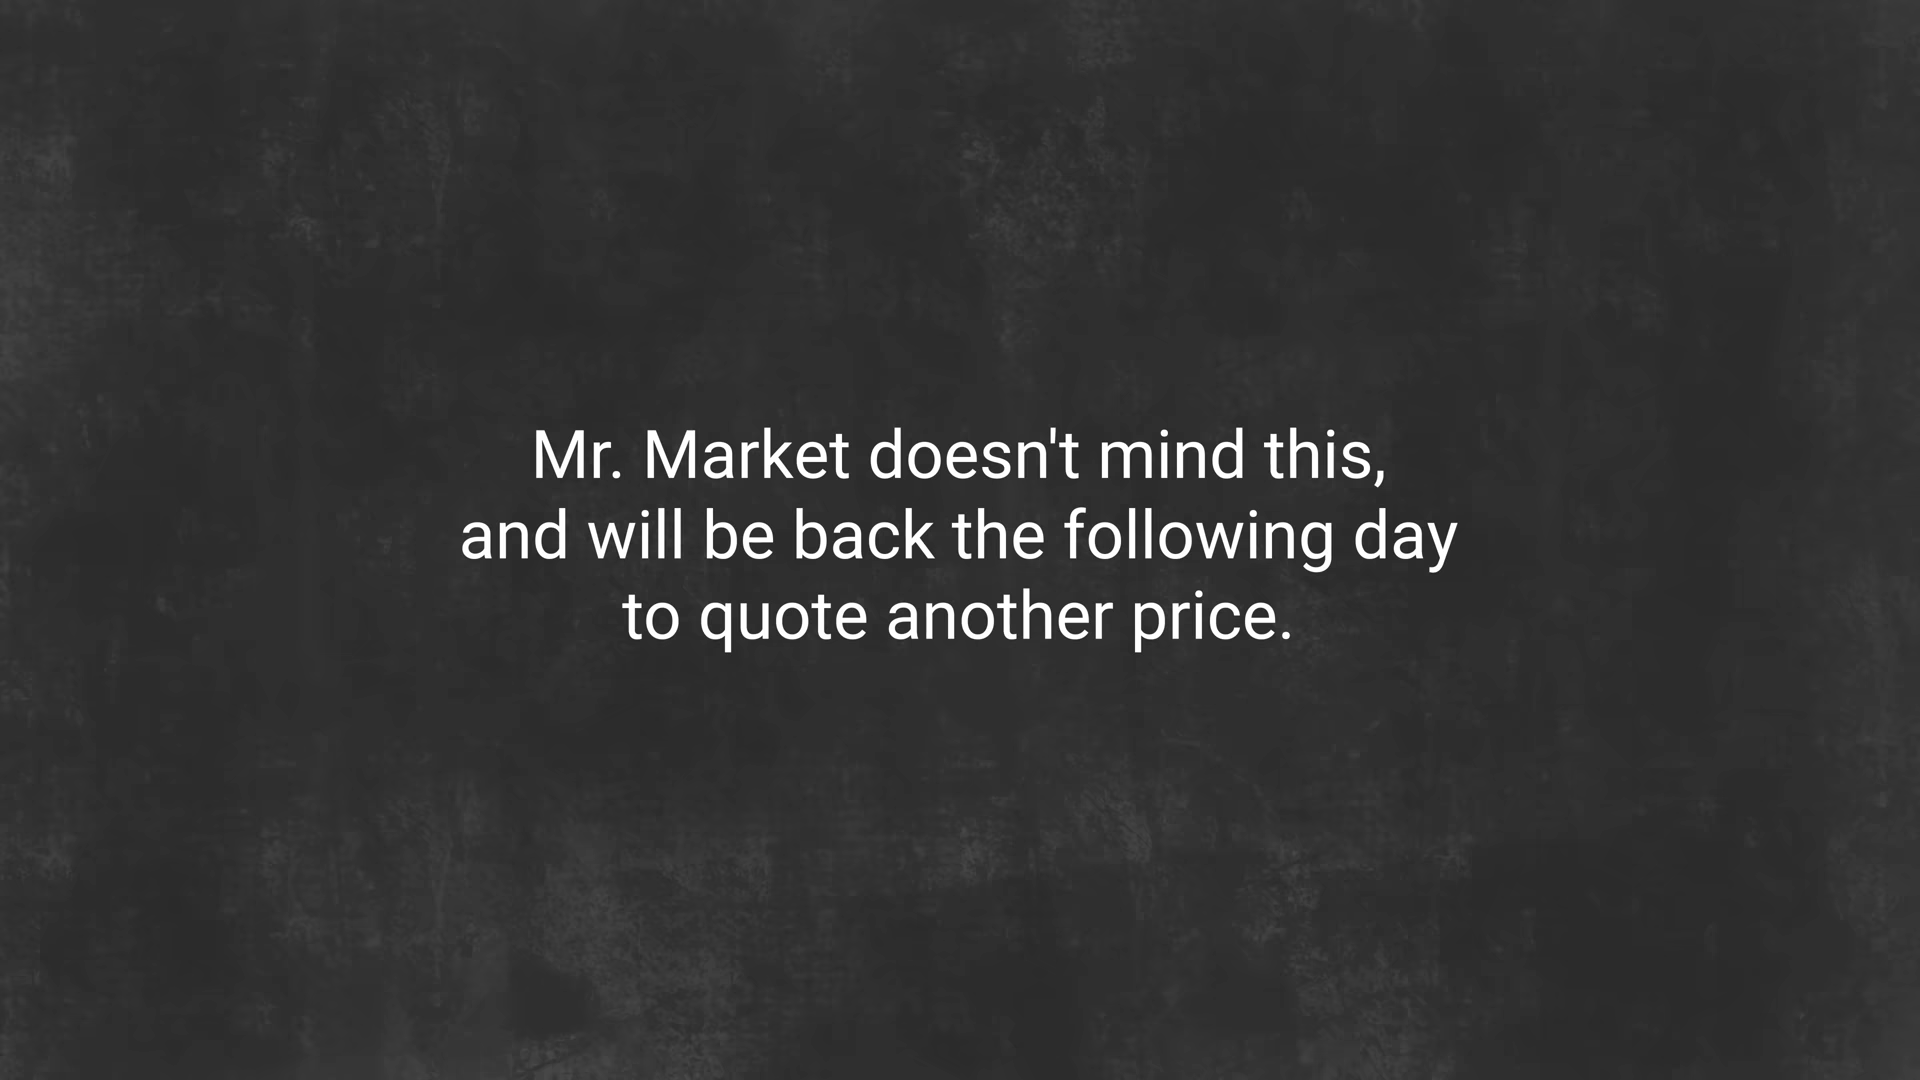 Mr. Market doesn't mind this,
and will be back the following day
to quote another price.